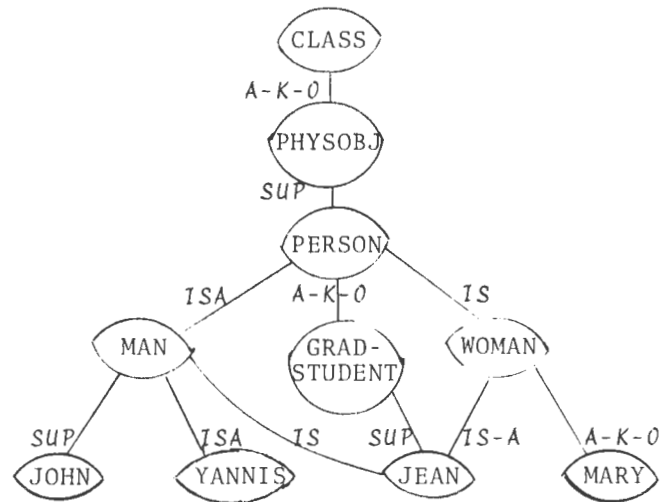 CLASS
A-K-O
PHYSOBJ
SUP
PERSON
ISA A-K-O IS
MAN GRAD- WOMAN
STUDENT
SUP ISA IS SUP IS-A A-K-O
JOHN YANNIS JEAN MARY